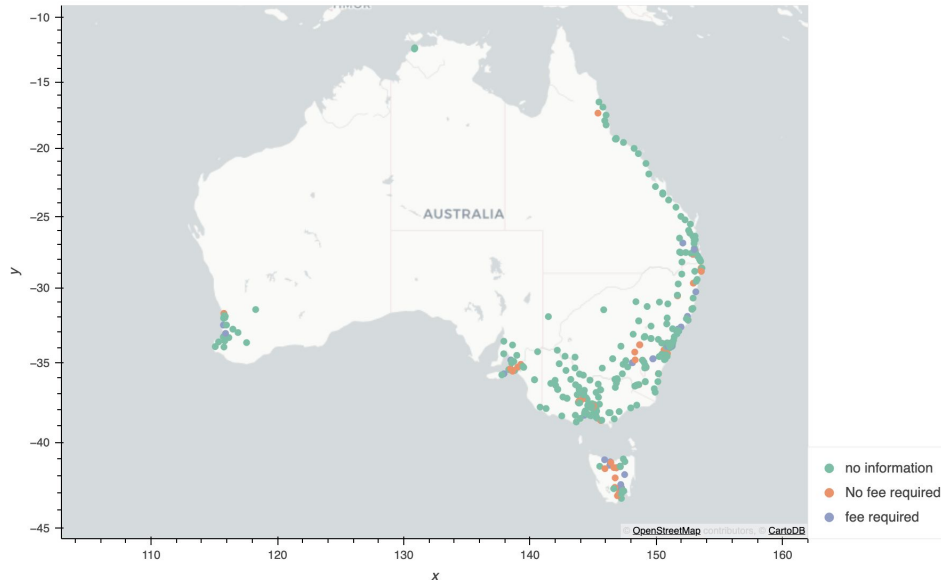 TIMOR
−10
−15
−20
−25
−30
−35
−40
−45
y
AUSTRALIA
110
120
130
140
150
160
x
no information
No fee required
fee required
© OpenStreetMap contributors, © CartoDB